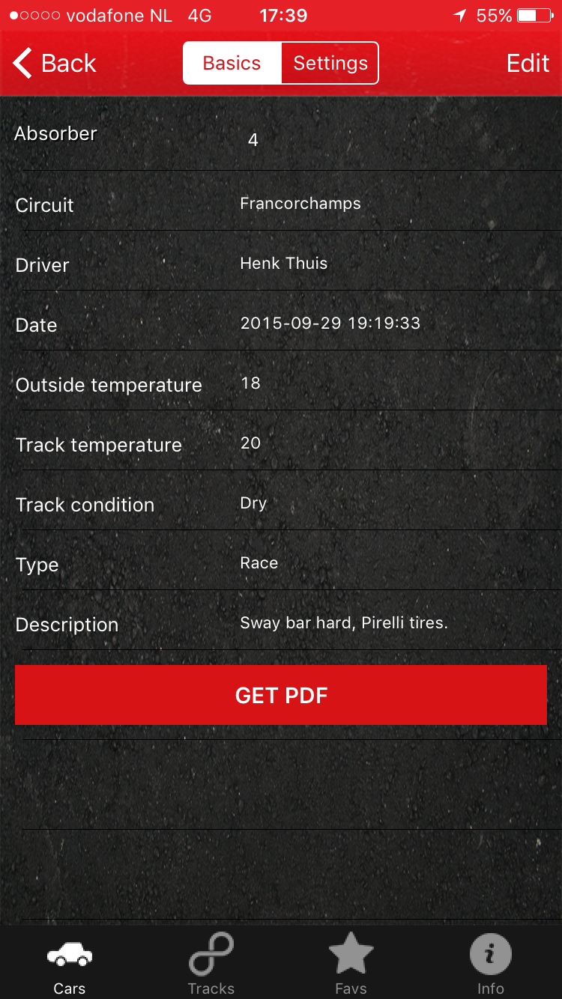 vodafone NL 4G 17:39 55%
Back Basics Settings Edit
Absorber 4
Circuit Francorchamps
Driver Henk Thuis
Date 2015-09-29 19:19:33
Outside temperature 18
Track temperature 20
Track condition Dry
Type Race
Description Sway bar hard, Pirelli tires.
GET PDF
Cars Tracks Favs Info